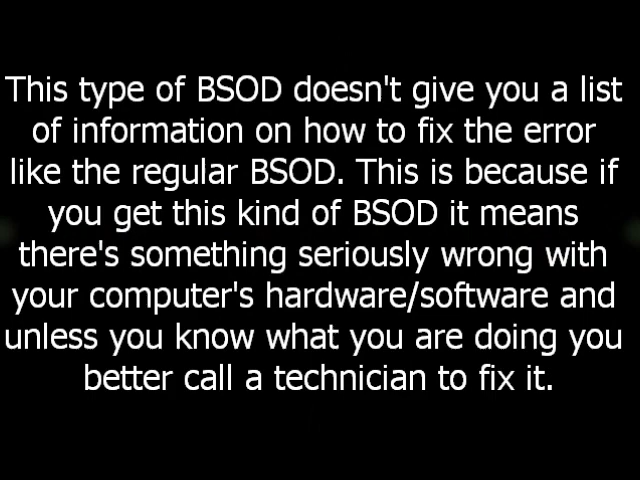 This type of BSOD doesn't give you a list
of information on how to fix the error
like the regular BSOD. This is because if
you get this kind of BSOD it means
there's something seriously wrong with
your computer's hardware/software and
unless you know what you are doing you
better call a technician to fix it.